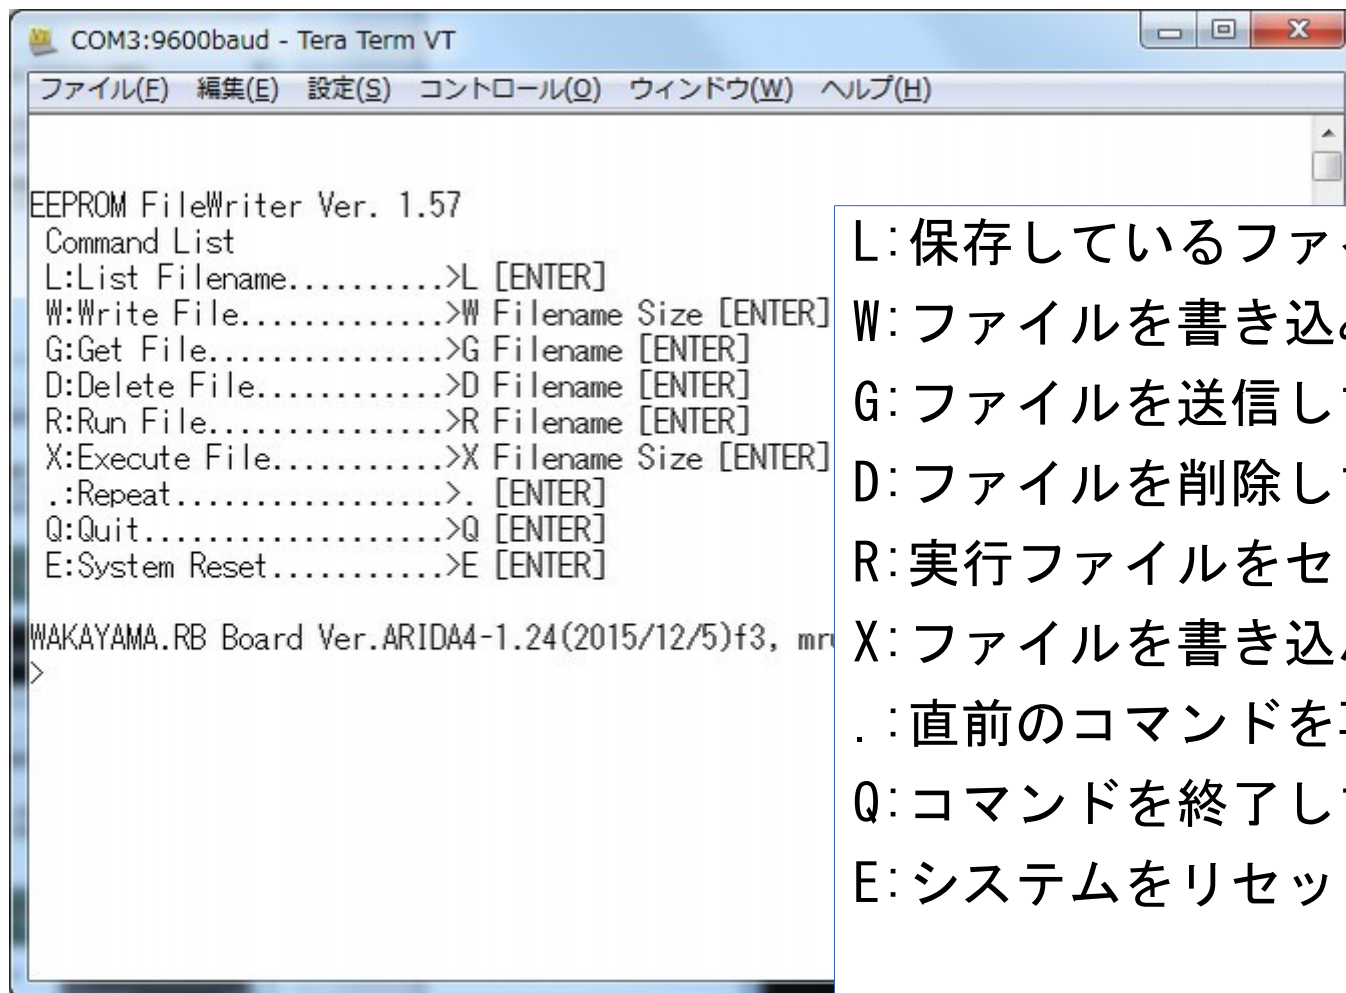 COM3:9600baud - Tera Term VT
ファイル(F) 編集(E) 設定(S) コントロール(O) ウィンドウ(W) ヘルプ(H)
EEPROM FileWriter Ver. 1.57
Command List
L:List Filename..........>L [ENTER]
W:Write File.............>W Filename Size [ENTER]
G:Get File...............>G Filename [ENTER]
D:Delete File............>D Filename [ENTER]
R:Run File...............>R Filename [ENTER]
X:Execute File...........>X Filename Size [ENTER]
.:Repeat.................>. [ENTER]
Q:Quit...................>Q [ENTER]
E:System Reset...........>E [ENTER]
WAKAYAMA.RB Board Ver.ARIDA4-1.24(2015/12/5)f3, mr
>
L:保存しているファ
W:ファイルを書き込
G:ファイルを送信し
D:ファイルを削除し
R:実行ファイルをセ
X:ファイルを書き込
.:直前のコマンドを
Q:コマンドを終了し
E:システムをリセッ